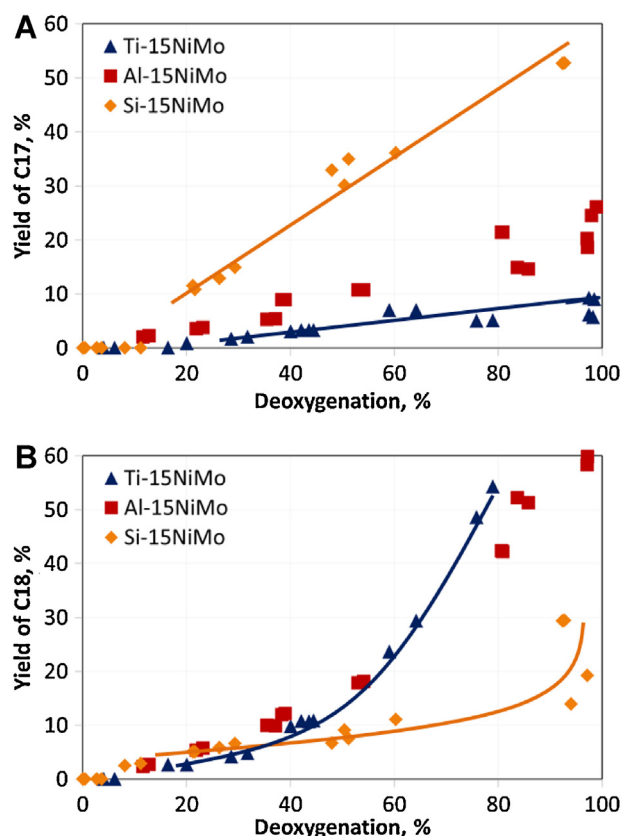 A
60
50
40
30
20
10
0
Yield of C17, %
Ti-15NiMo
Al-15NiMo
Si-15NiMo
0 20 40 60 80 100
Deoxygenation, %
B
60
50
40
30
20
10
0
Yield of C18, %
Ti-15NiMo
Al-15NiMo
Si-15NiMo
0 20 40 60 80 100
Deoxygenation, %